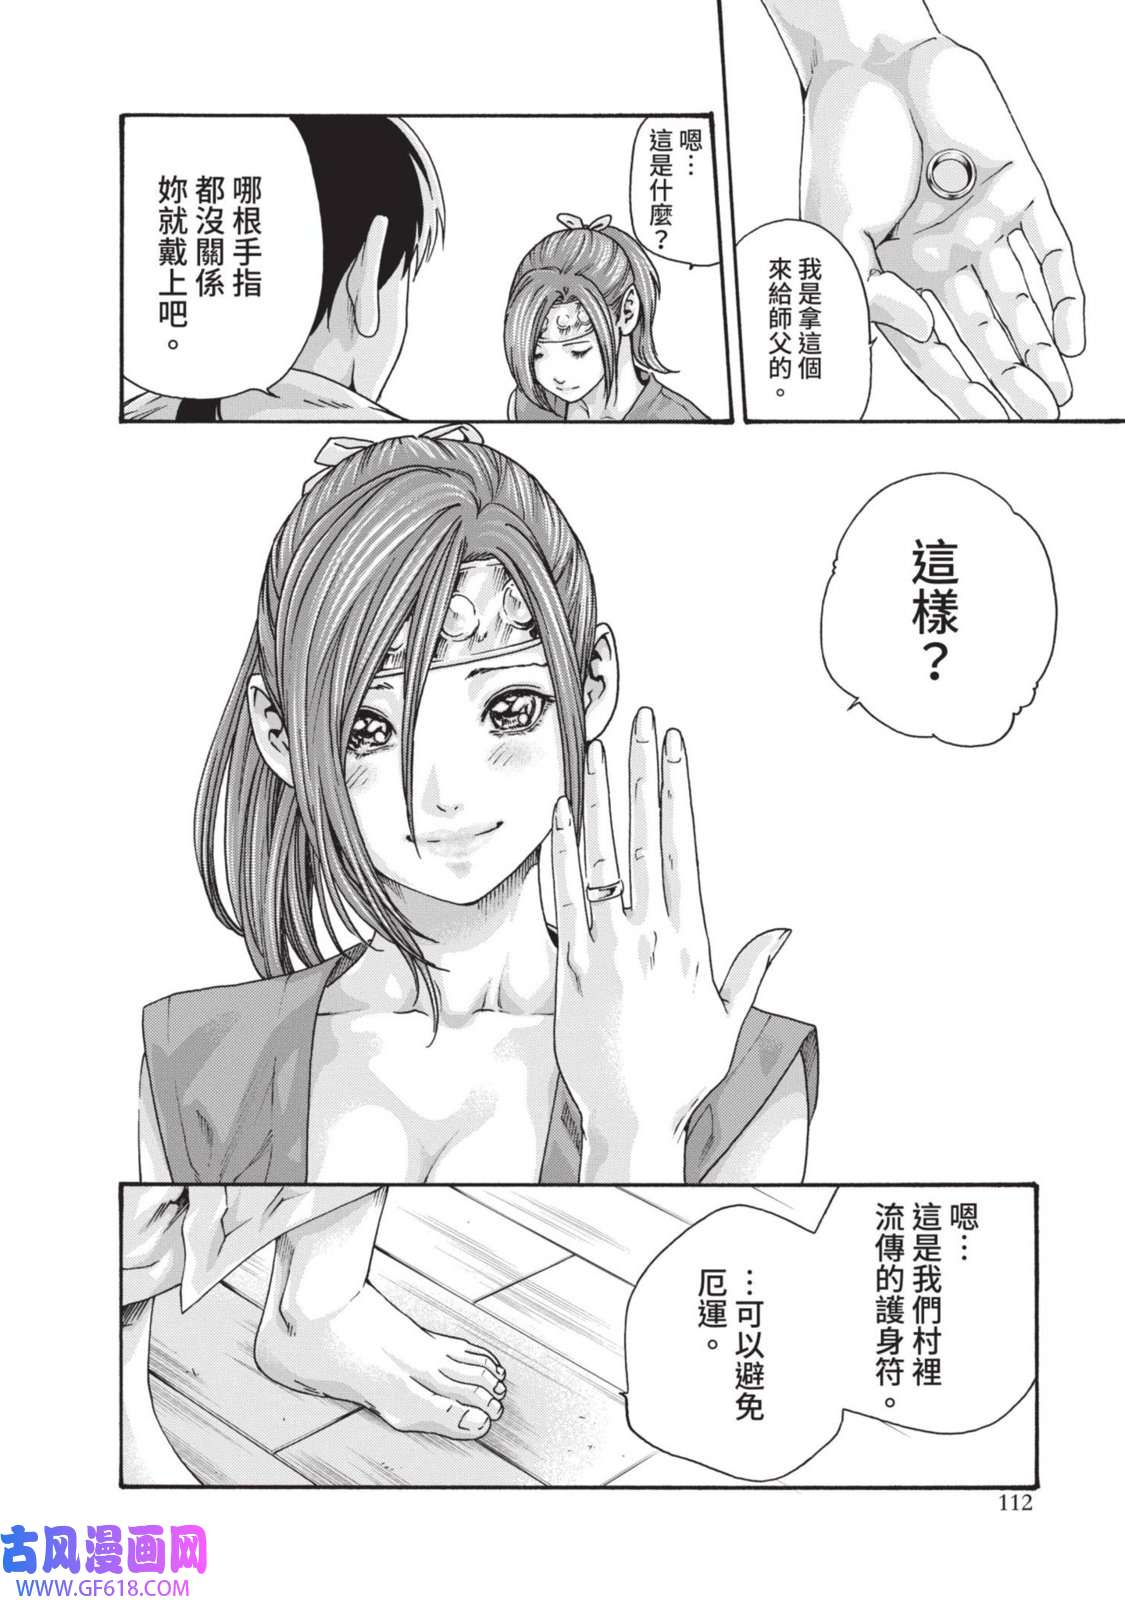 我是拿這個
來給師父的。
嗯…
這是什麼？
哪根手指
都沒關係
妳就戴上吧。
這樣？
嗯…
這是我們村裡
流傳的護身符。
…可以避免
厄運。
112
古风漫画网
WWW.GF618.COM